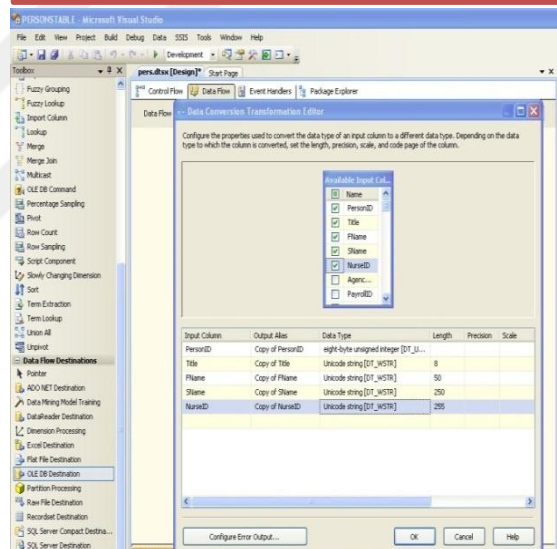 PERSONSTABLE - Microsoft Visual Studio
File Edit View Project Build Debug Data SSIS Tools Window Help
Development
Toolbox
pers.dtsx [Design]* Start Page
Control Flow Data Flow Event Handlers Package Explorer
Data Flow
Fuzzy Grouping
Fuzzy Lookup
Import Column
Lookup
Merge
Merge Join
Multicast
OLE DB Command
Percentage Sampling
Pivot
Row Count
Row Sampling
Script Component
Slowly Changing Dimension
Sort
Term Extraction
Term Lookup
Union All
Unpivot
Data Flow Destinations
Pointer
ADO NET Destination
Data Mining Model Training
DataReader Destination
Dimension Processing
Excel Destination
Flat File Destination
OLE DB Destination
Partition Processing
Raw File Destination
Recordset Destination
SQL Server Compact Destina...
SQL Server Destination
Data Conversion Transformation Editor
Configure the properties used to convert the data type of an input column to a different data type. Depending on the data
type to which the column is converted, set the length, precision, scale, and code page of the column.
Available Input Col...
Name
PersonID
Title
FName
SName
NurseID
Agenc...
PayrollID
Input Column Output Alias Data Type Length Precision Scale
PersonID Copy of PersonID eight-byte unsigned integer [DT_U...
Title Copy of Title Unicode string [DT_WSTR] 8
FName Copy of FName Unicode string [DT_WSTR] 50
SName Copy of SName Unicode string [DT_WSTR] 250
NurseID Copy of NurseID Unicode string [DT_WSTR] 255
Configure Error Output... OK Cancel Help